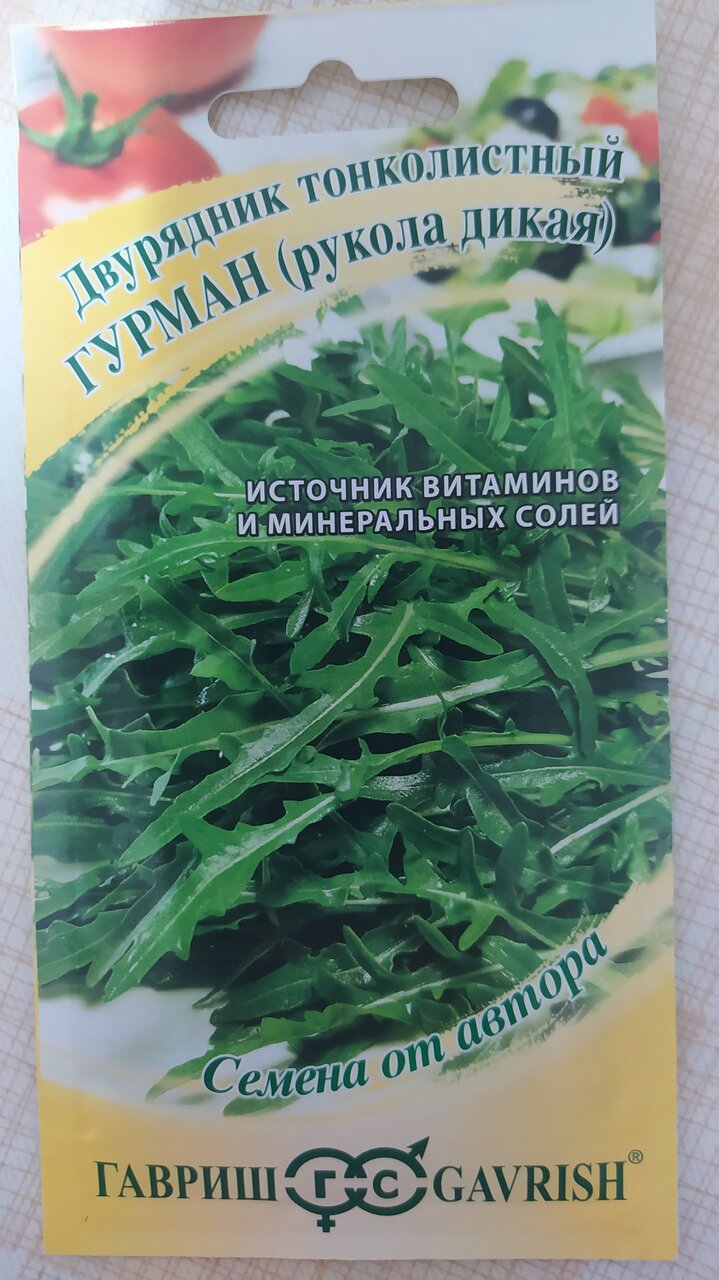 Двурядник тонколистный
ГУРМАН (рукола дикая)
ИСТОЧНИК ВИТАМИНОВ
И МИНЕРАЛЬНЫХ СОЛЕЙ
Семена от автора
ГАВРИШ ГС GAVRISH®